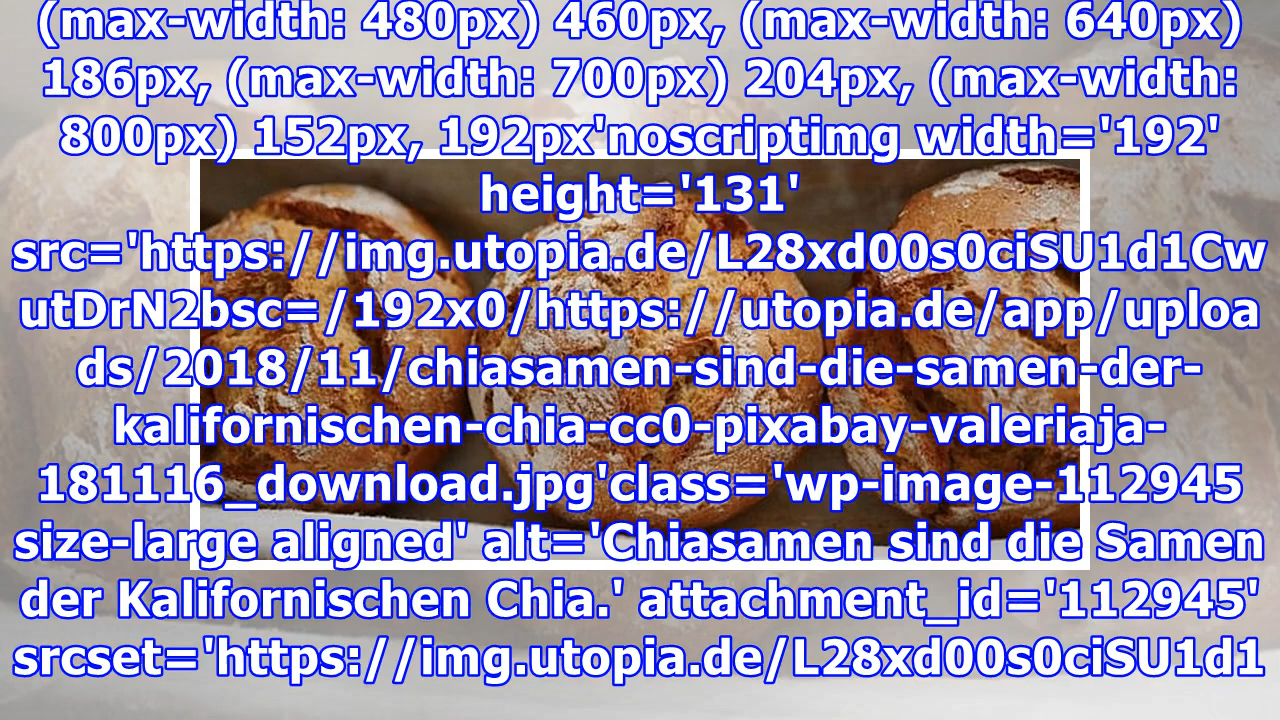 (max-width: 480px) 460px, (max-width: 640px)
186px, (max-width: 700px) 204px, (max-width:
800px) 152px, 192px'noscriptimg width='192'
height='131'
src='https://img.utopia.de/L28xd00s0ciSU1d1Cw
utDrN2bsc=/192x0/https://utopia.de/app/uploa
ds/2018/11/chiasamen-sind-die-samen-der-
kalifornischen-chia-cc0-pixabay-valeriaja-
181116_download.jpg'class='wp-image-112945
size-large aligned' alt='Chiasamen sind die Samen
der Kalifornischen Chia.' attachment_id='112945'
srcset='https://img.utopia.de/L28xd00s0ciSU1d1